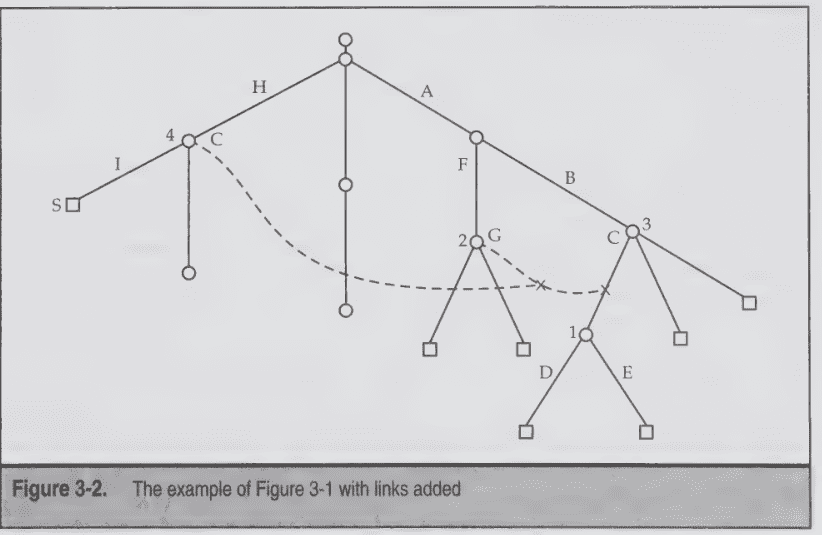 H
A
4
C
F
B
I
S
3
2
G
C
1
D
E
Figure 3-2. The example of Figure 3-1 with links added